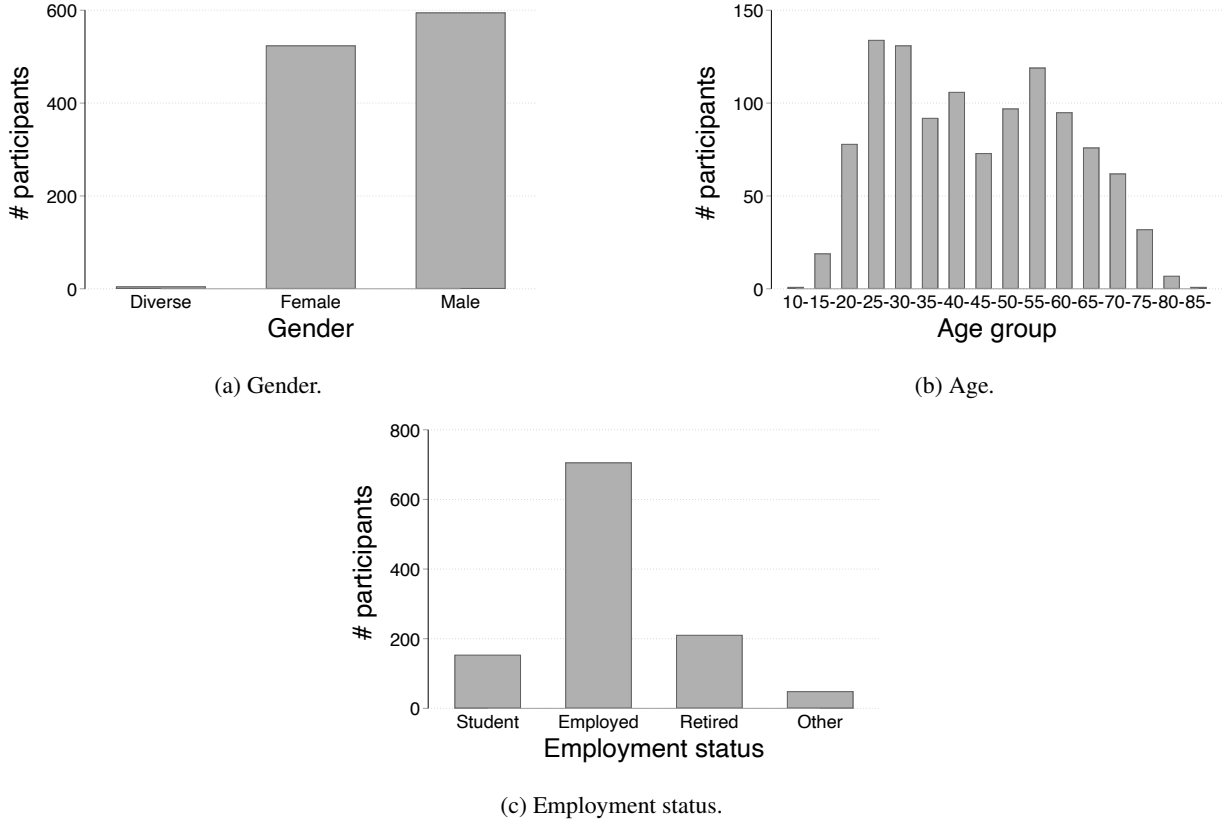 600
400
200
0
# participants
Diverse Female Male
Gender
(a) Gender.
150
100
50
0
# participants
10-15-20-25-30-35-40-45-50-55-60-65-70-75-80-85-
Age group
(b) Age.
800
600
400
200
0
# participants
Student Employed Retired Other
Employment status
(c) Employment status.